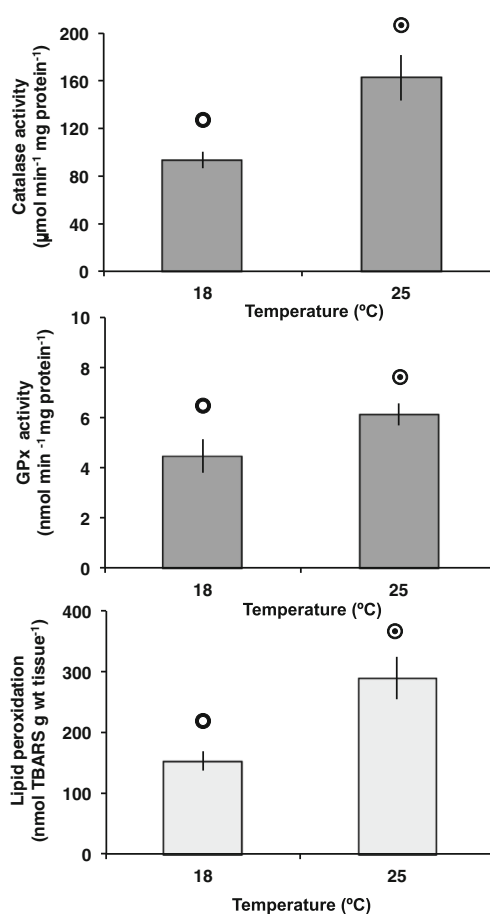 Catalase activity
(µmol min⁻¹ mg protein⁻¹)
200
160
120
80
40
0
18
25
Temperature (ºC)
GPx activity
(nmol min ⁻¹ mg protein⁻¹)
10
8
6
4
2
0
18
25
Temperature (ºC)
Lipid peroxidation
(nmol TBARS g wt tissue⁻¹)
400
300
200
100
0
18
25
Temperature (ºC)